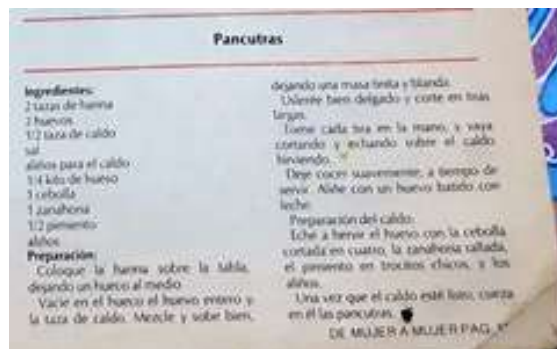 Pancutras
Ingredientes:
2 tazas de harina
2 huevos
1/2 taza de caldo
sal
aliños para el caldo
1/4 kilo de hueso
1 cebolla
1 zanahoria
1/2 pimento
aliños
Preparación:
Coloque la harina sobre la tabla,
dejando un hueco al medio.
Vacie en el hueco el huevo entero y
la taza de caldo. Mezcle y sobe bien,
dejando una masa lisita y blanda.
Uslerée bien delgado y corte en tiras
largas.
Tome cada tira en la mano, y vaya
cortando y echando sobre el caldo
hirviendo.
Deje cocer suavemente, a tiempo de
servir. Aliñe con un huevo batido con
leche.
Preparación del caldo:
Eche a hervir el hueso con la cebolla
cortada en cuatro, la zanahoria rallada,
el pimento en trocitos chicos, y los
aliños.
Una vez que el caldo esté listo, cueza
en él las pancutras.
DE MUJER A MUJER PAG.